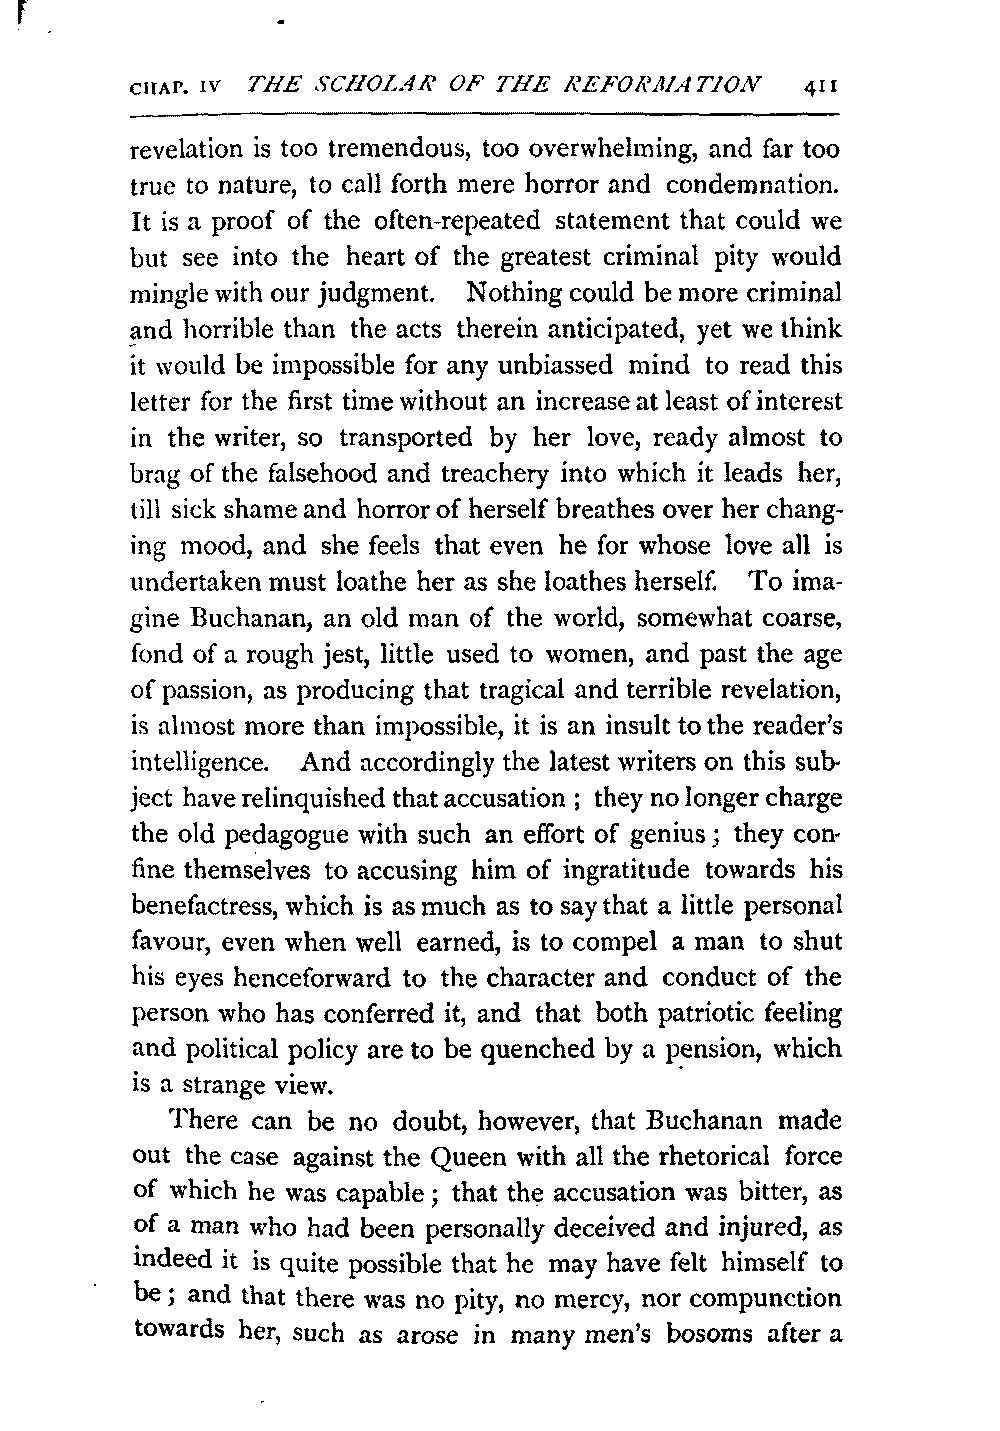 CHAP. IV THE SCHOLAR OF THE REFORMATION 411
revelation is too tremendous, too overwhelming, and far too
true to nature, to call forth mere horror and condemnation.
It is a proof of the often-repeated statement that could we
but see into the heart of the greatest criminal pity would
mingle with our judgment. Nothing could be more criminal
and horrible than the acts therein anticipated, yet we think
it would be impossible for any unbiassed mind to read this
letter for the first time without an increase at least of interest
in the writer, so transported by her love, ready almost to
brag of the falsehood and treachery into which it leads her,
till sick shame and horror of herself breathes over her chang-
ing mood, and she feels that even he for whose love all is
undertaken must loathe her as she loathes herself. To ima-
gine Buchanan, an old man of the world, somewhat coarse,
fond of a rough jest, little used to women, and past the age
of passion, as producing that tragical and terrible revelation,
is almost more than impossible, it is an insult to the reader's
intelligence. And accordingly the latest writers on this sub-
ject have relinquished that accusation ; they no longer charge
the old pedagogue with such an effort of genius ; they con-
fine themselves to accusing him of ingratitude towards his
benefactress, which is as much as to say that a little personal
favour, even when well earned, is to compel a man to shut
his eyes henceforward to the character and conduct of the
person who has conferred it, and that both patriotic feeling
and political policy are to be quenched by a pension, which
is a strange view.
There can be no doubt, however, that Buchanan made
out the case against the Queen with all the rhetorical force
of which he was capable ; that the accusation was bitter, as
of a man who had been personally deceived and injured, as
indeed it is quite possible that he may have felt himself to
be ; and that there was no pity, no mercy, nor compunction
towards her, such as arose in many men's bosoms after a